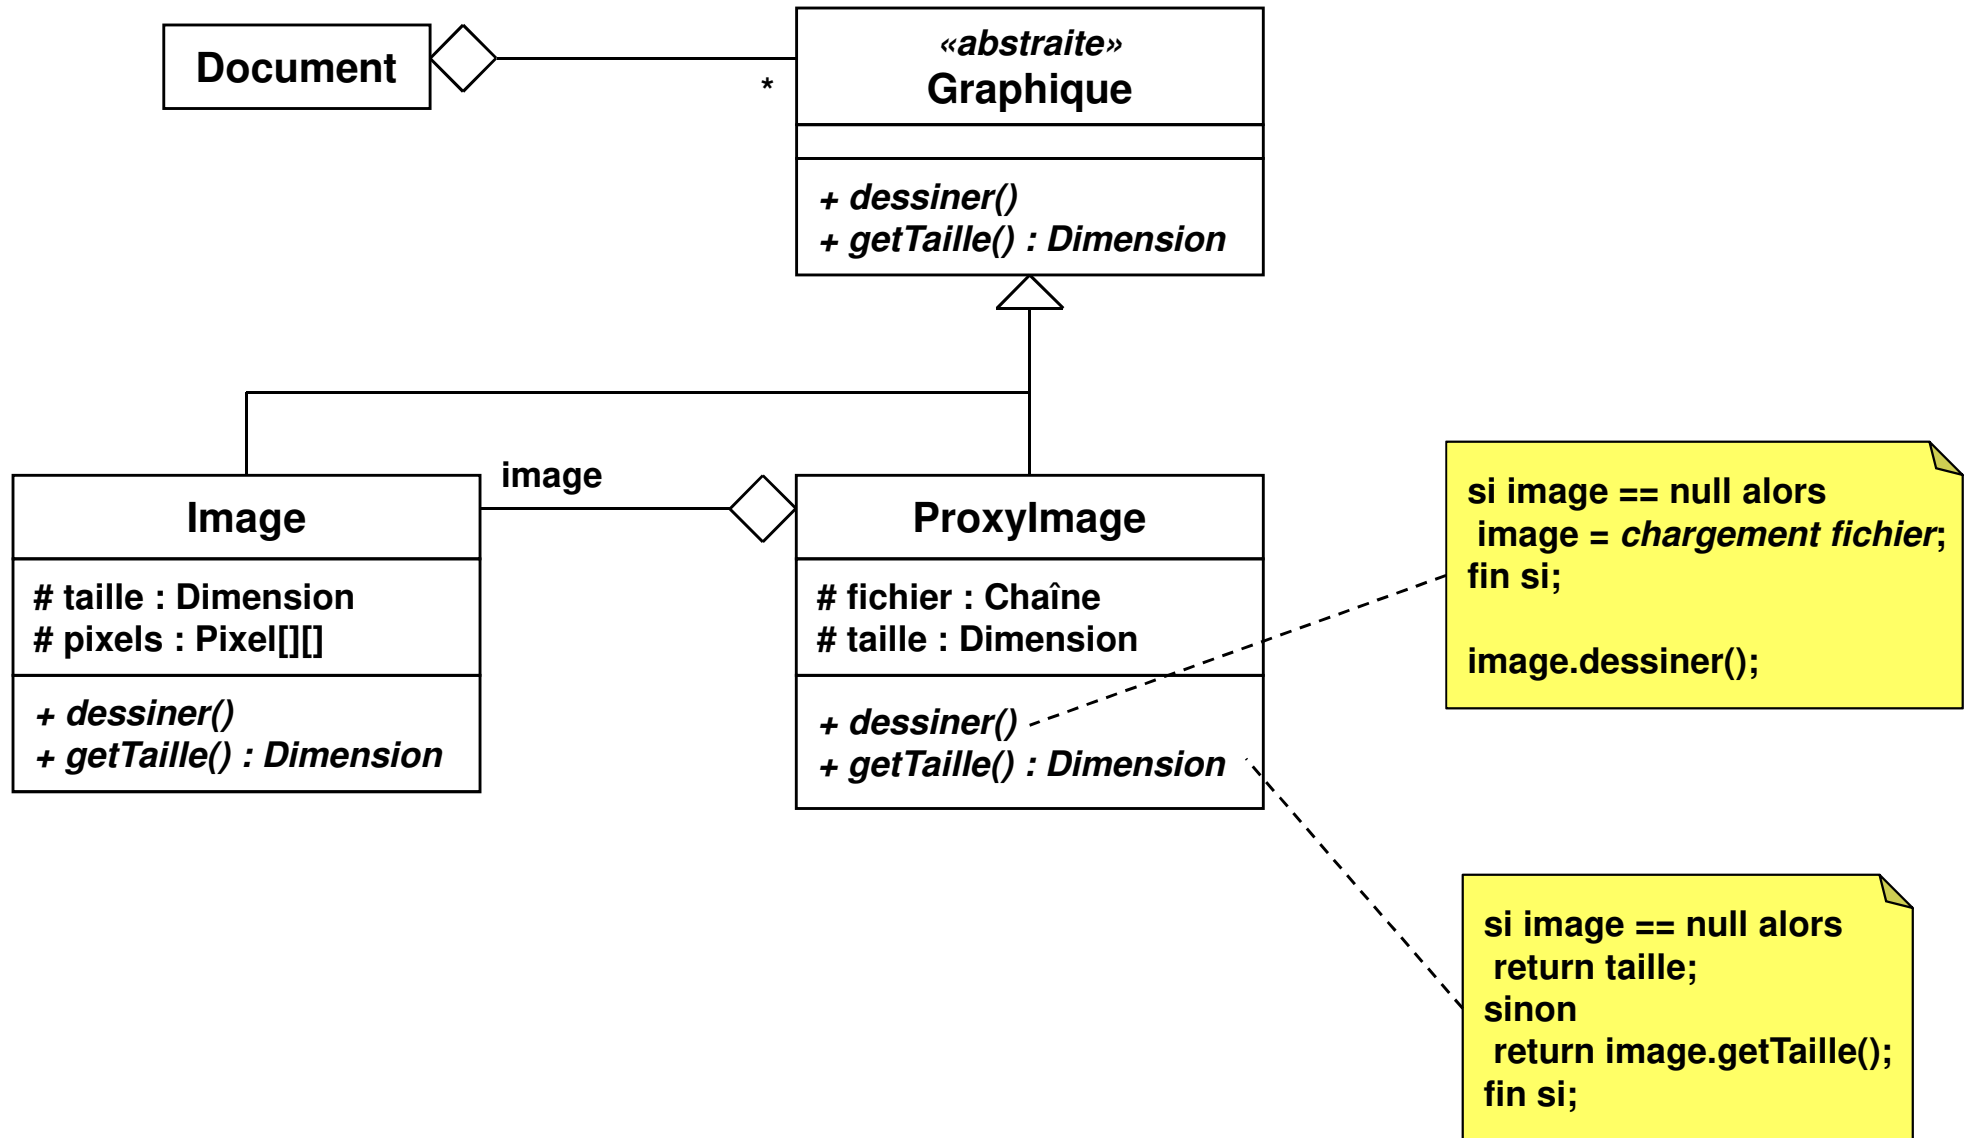 Document
*
«abstraite»
Graphique
+ dessiner()
+ getTaille() : Dimension
image
Image
# taille : Dimension
# pixels : Pixel[][]
+ dessiner()
+ getTaille() : Dimension
ProxyImage
# fichier : Chaîne
# taille : Dimension
+ dessiner()
+ getTaille() : Dimension
si image == null alors
image = chargement fichier;
fin si;
image.dessiner();
si image == null alors
return taille;
sinon
return image.getTaille();
fin si;